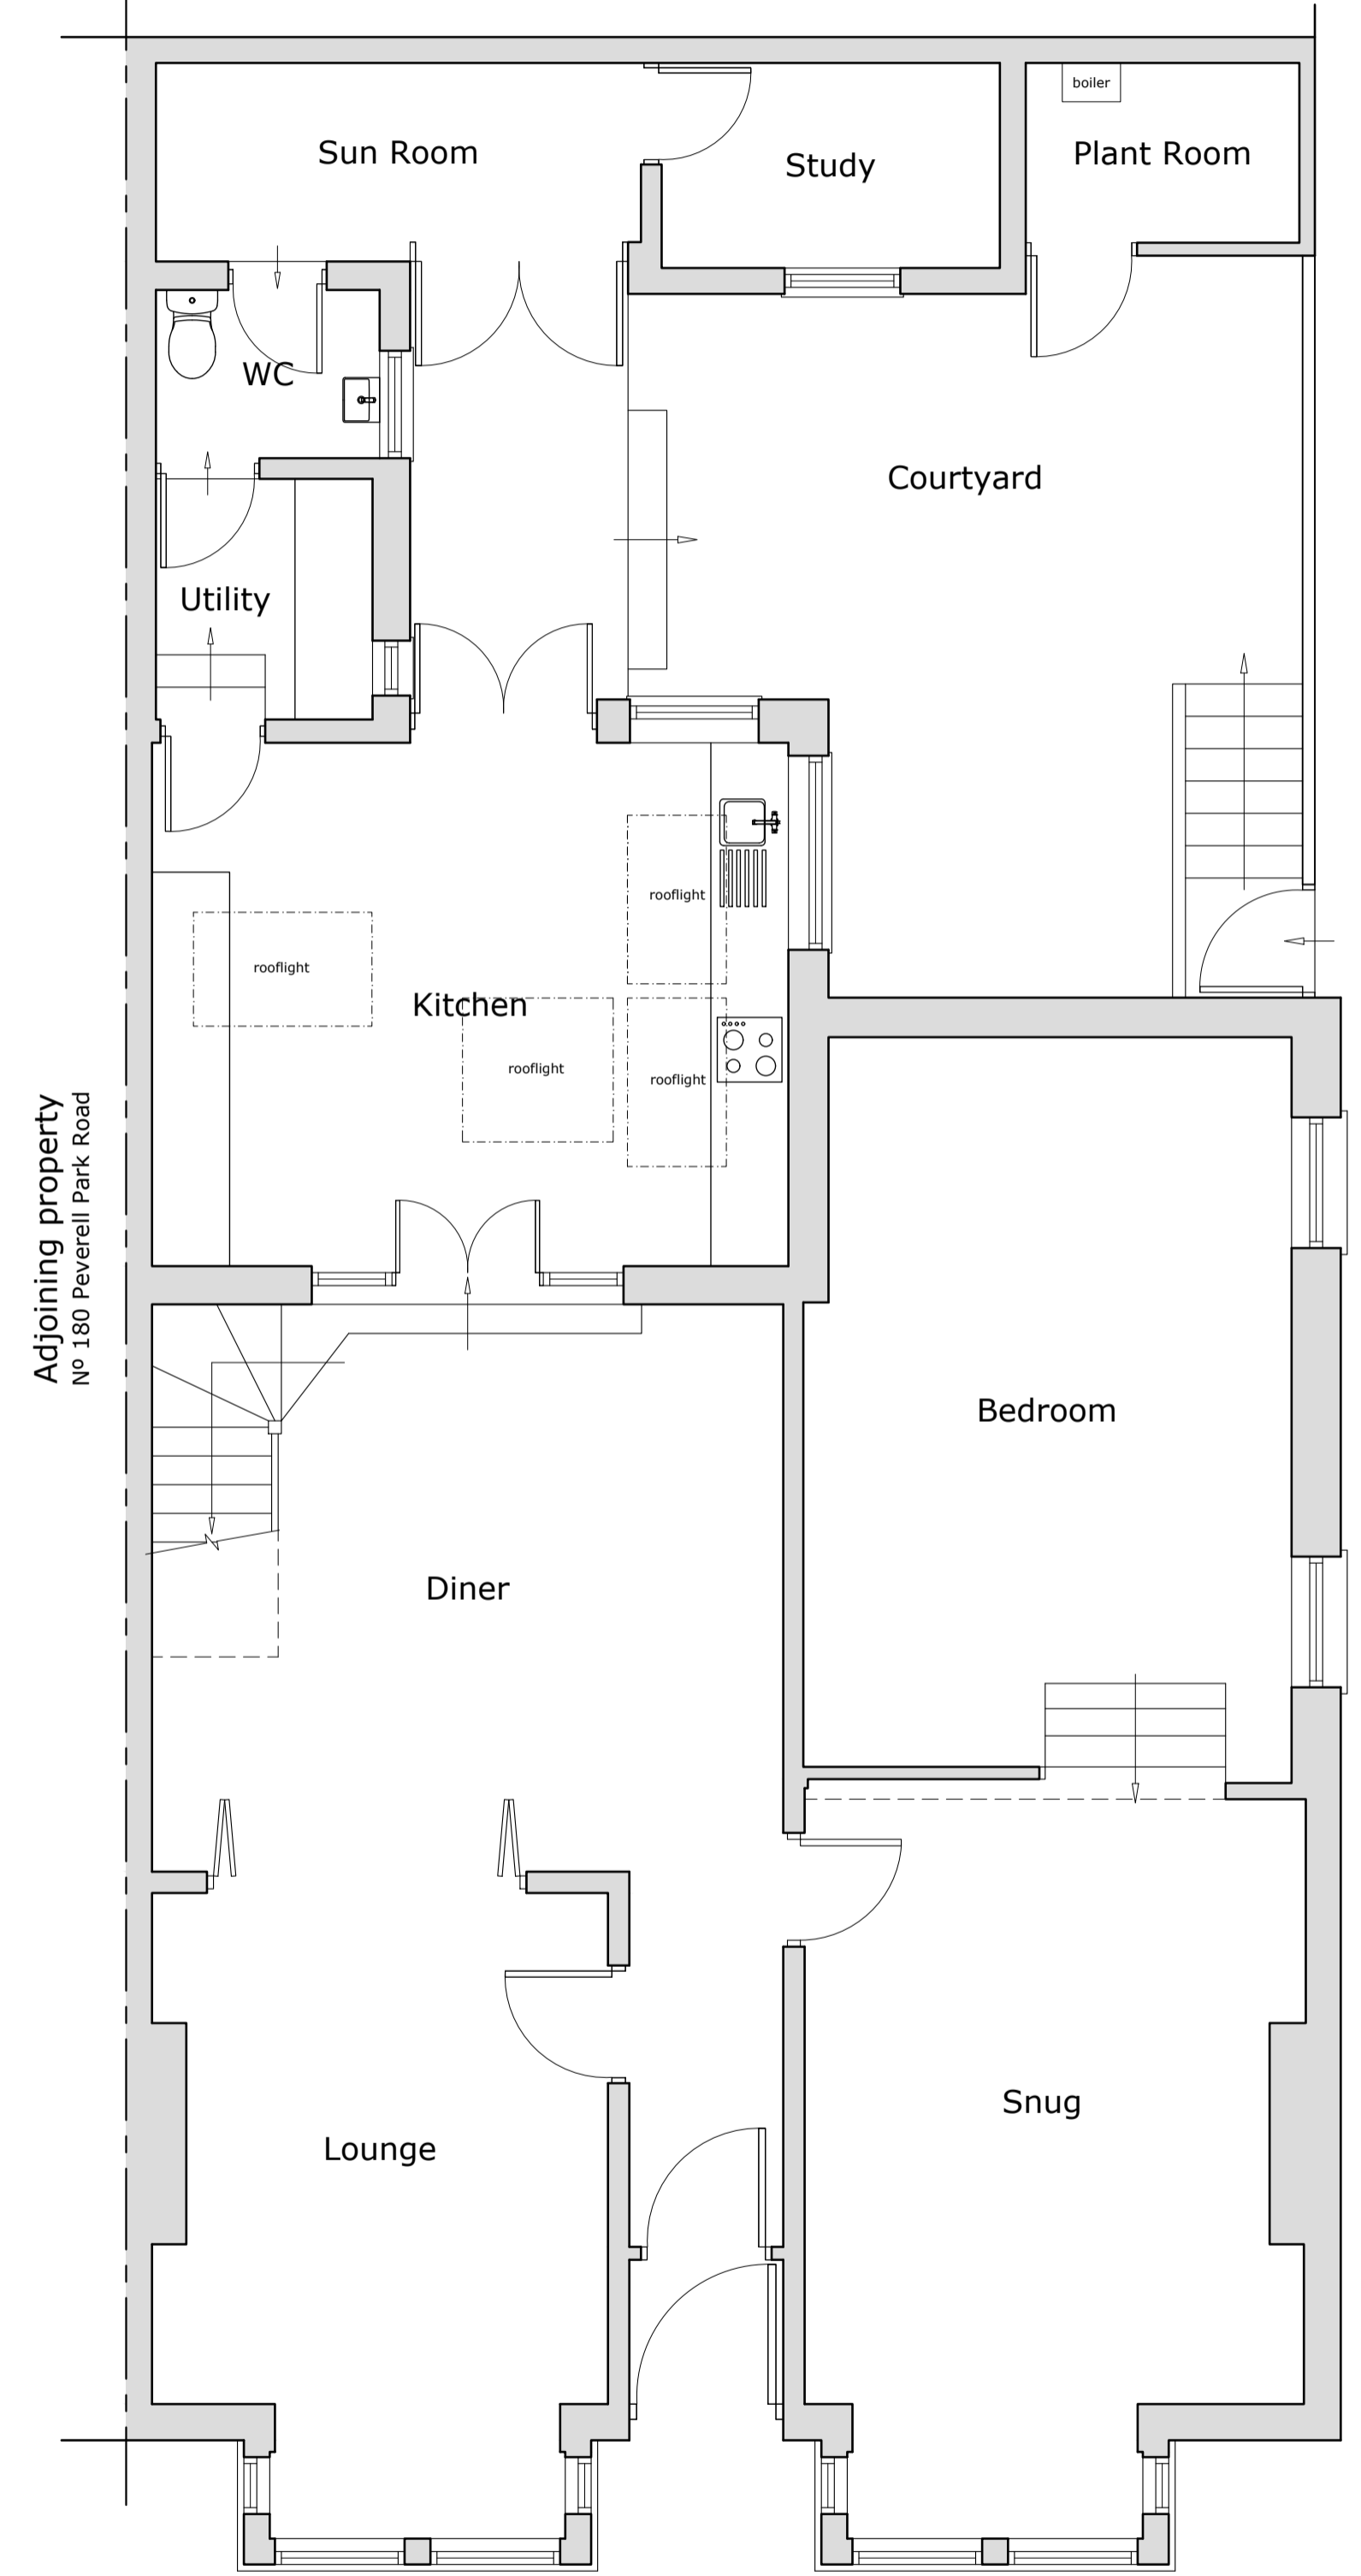 boiler
Sun Room
Study
Plant Room
WC
Courtyard
Utility
rooflight
rooflight
Kitchen
rooflight
rooflight
Adjoining property
Nº 180 Peverell Park Road
Bedroom
Diner
Snug
Lounge